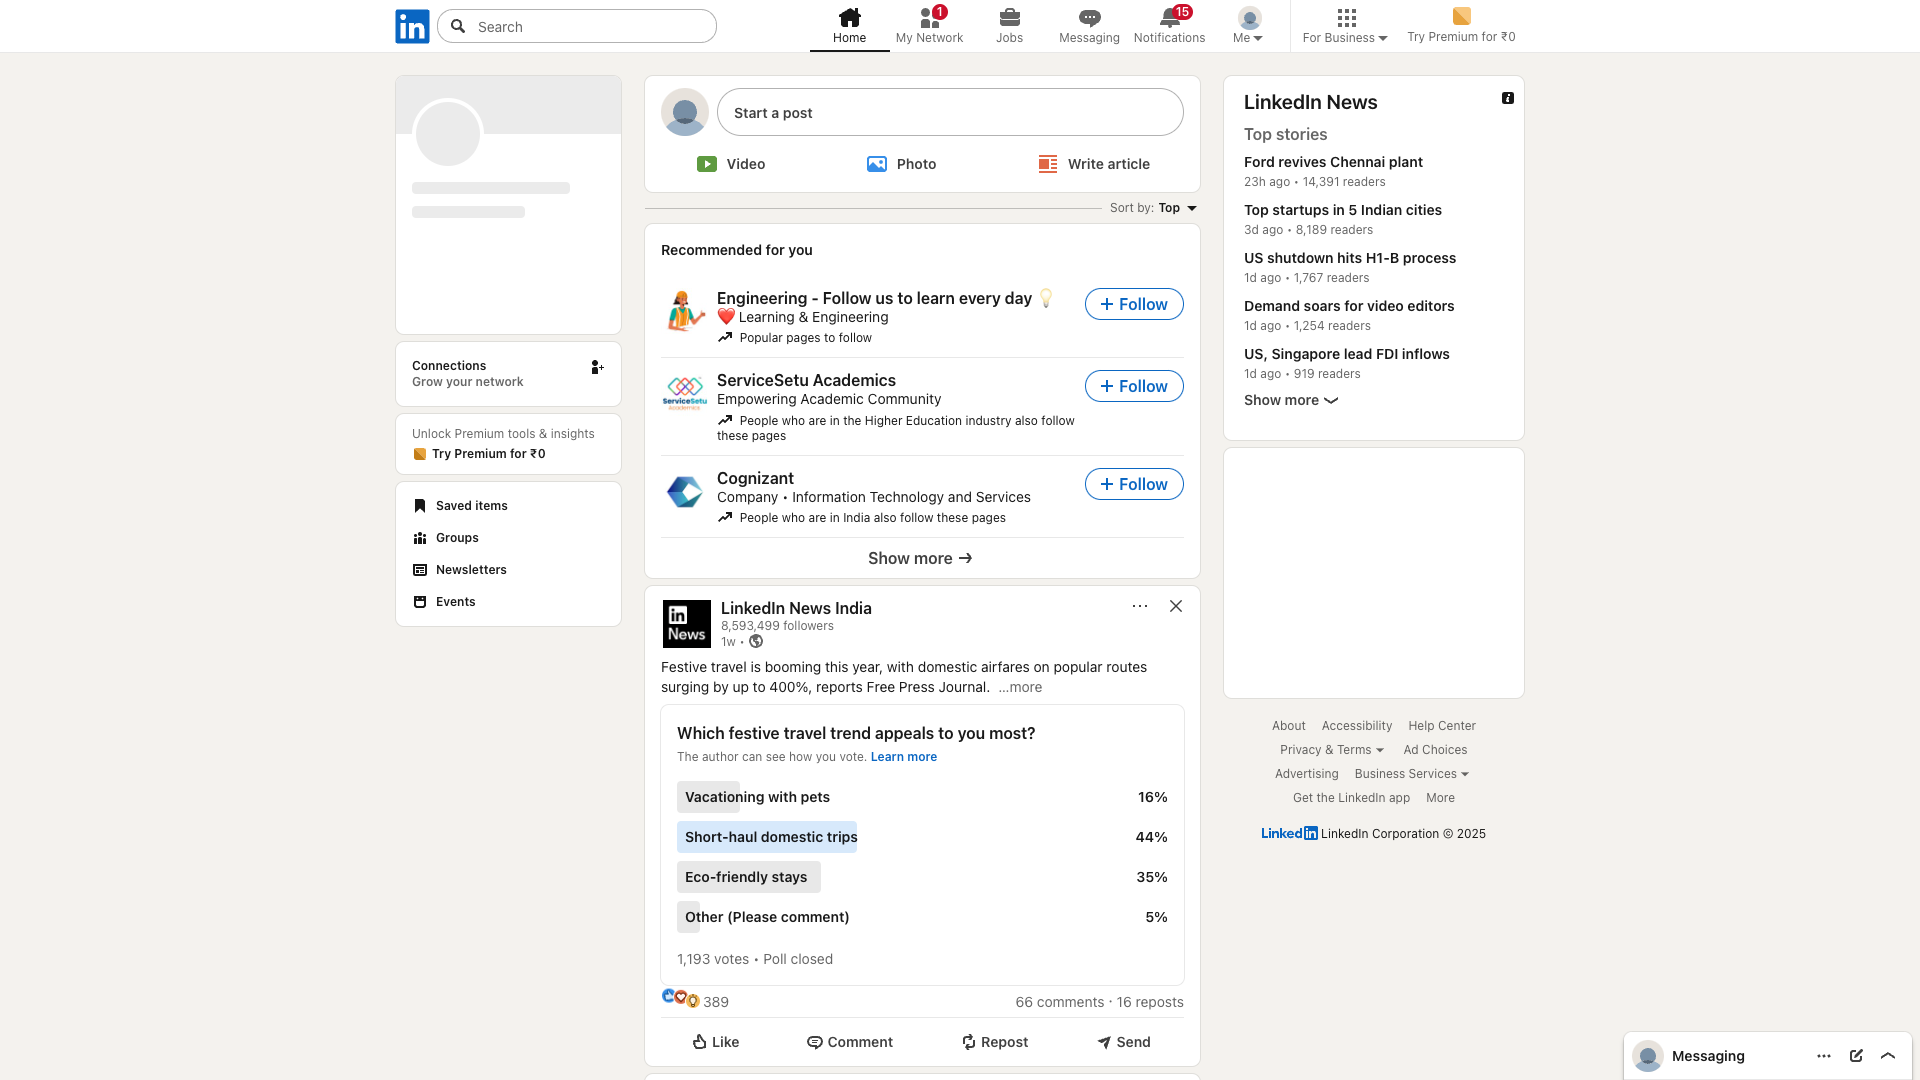 in
Search
Home
1
My Network
Jobs
Messaging
15
Notifications
Me
For Business
Try Premium for ₹0
Connections
Grow your network
Unlock Premium tools & insights
Try Premium for ₹0
Saved items
Groups
Newsletters
Events
Start a post
Video
Photo
Write article
Sort by: Top
Recommended for you
Engineering - Follow us to learn every day 💡
❤️ Learning & Engineering
Popular pages to follow
+ Follow
ServiceSetu
Academics
ServiceSetu Academics
Empowering Academic Community
People who are in the Higher Education industry also follow
these pages
+ Follow
Cognizant
Company • Information Technology and Services
People who are in India also follow these pages
+ Follow
Show more →
in
News
LinkedIn News India
8,593,499 followers
1w •
Festive travel is booming this year, with domestic airfares on popular routes
surging by up to 400%, reports Free Press Journal. …more
Which festive travel trend appeals to you most?
The author can see how you vote. Learn more
Vacationing with pets 16%
Short-haul domestic trips 44%
Eco-friendly stays 35%
Other (Please comment) 5%
1,193 votes • Poll closed
389
66 comments · 16 reposts
Like
Comment
Repost
Send
LinkedIn News
Top stories
Ford revives Chennai plant
23h ago • 14,391 readers
Top startups in 5 Indian cities
3d ago • 8,189 readers
US shutdown hits H1-B process
1d ago • 1,767 readers
Demand soars for video editors
1d ago • 1,254 readers
US, Singapore lead FDI inflows
1d ago • 919 readers
Show more
About Accessibility Help Center
Privacy & Terms Ad Choices
Advertising Business Services
Get the LinkedIn app More
LinkedIn LinkedIn Corporation © 2025
Messaging